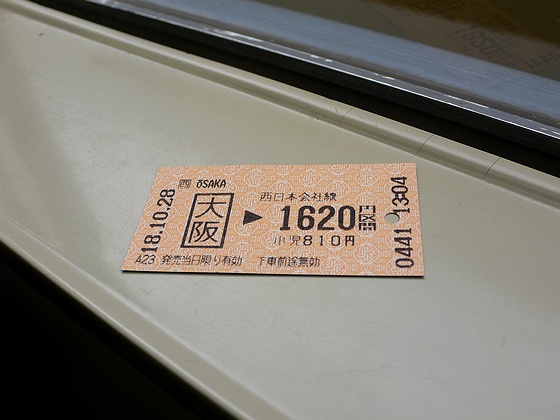 18.10.28
西 ŌSAKA
大阪
西日本会社線
▶ 1620円区間
小児810円
A23 発売当日限り有効 下車前途無効
0441 13:04